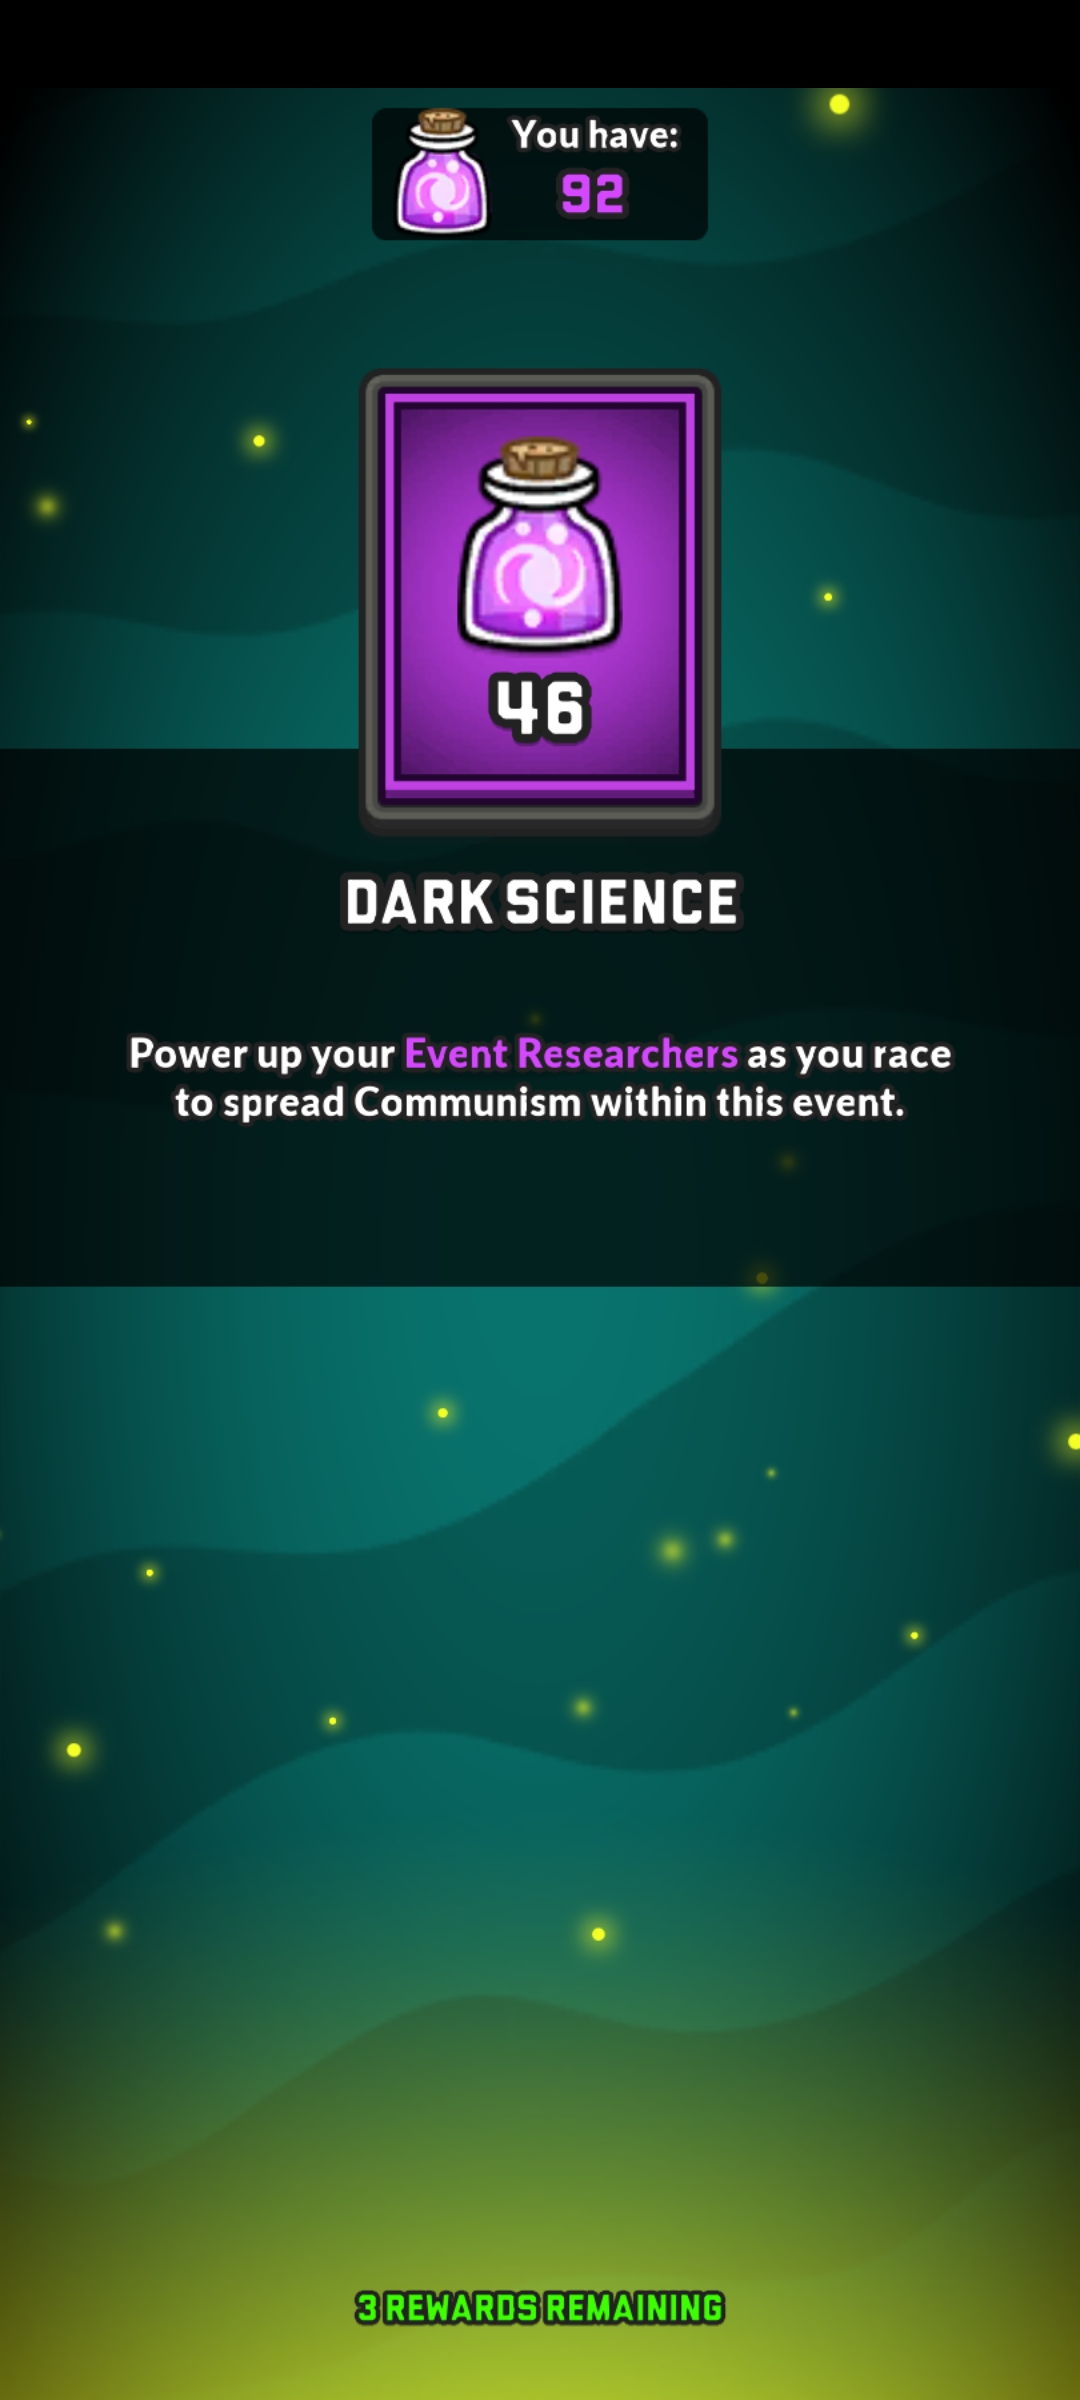 You have:
92
46
DARK SCIENCE
Power up your Event Researchers as you race
to spread Communism within this event.
3 REWARDS REMAINING